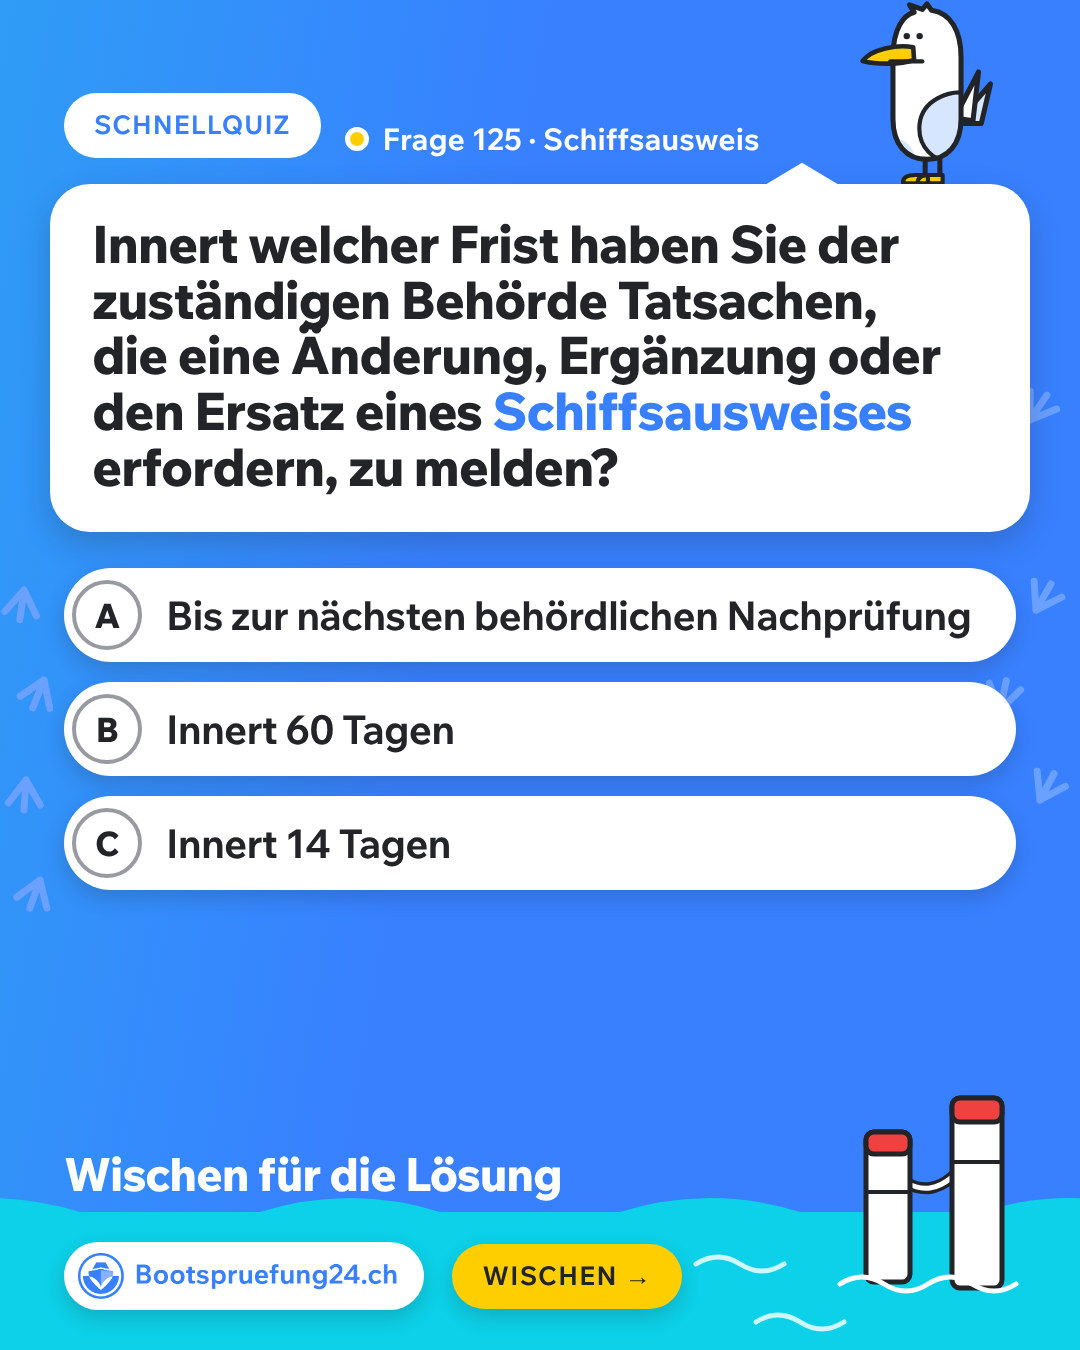 SCHNELLQUIZ
Frage 125 · Schiffsausweis
Innert welcher Frist haben Sie der
zuständigen Behörde Tatsachen,
die eine Änderung, Ergänzung oder
den Ersatz eines Schiffsausweises
erfordern, zu melden?
A Bis zur nächsten behördlichen Nachprüfung
B Innert 60 Tagen
C Innert 14 Tagen
Wischen für die Lösung
Bootspruefung24.ch
WISCHEN →